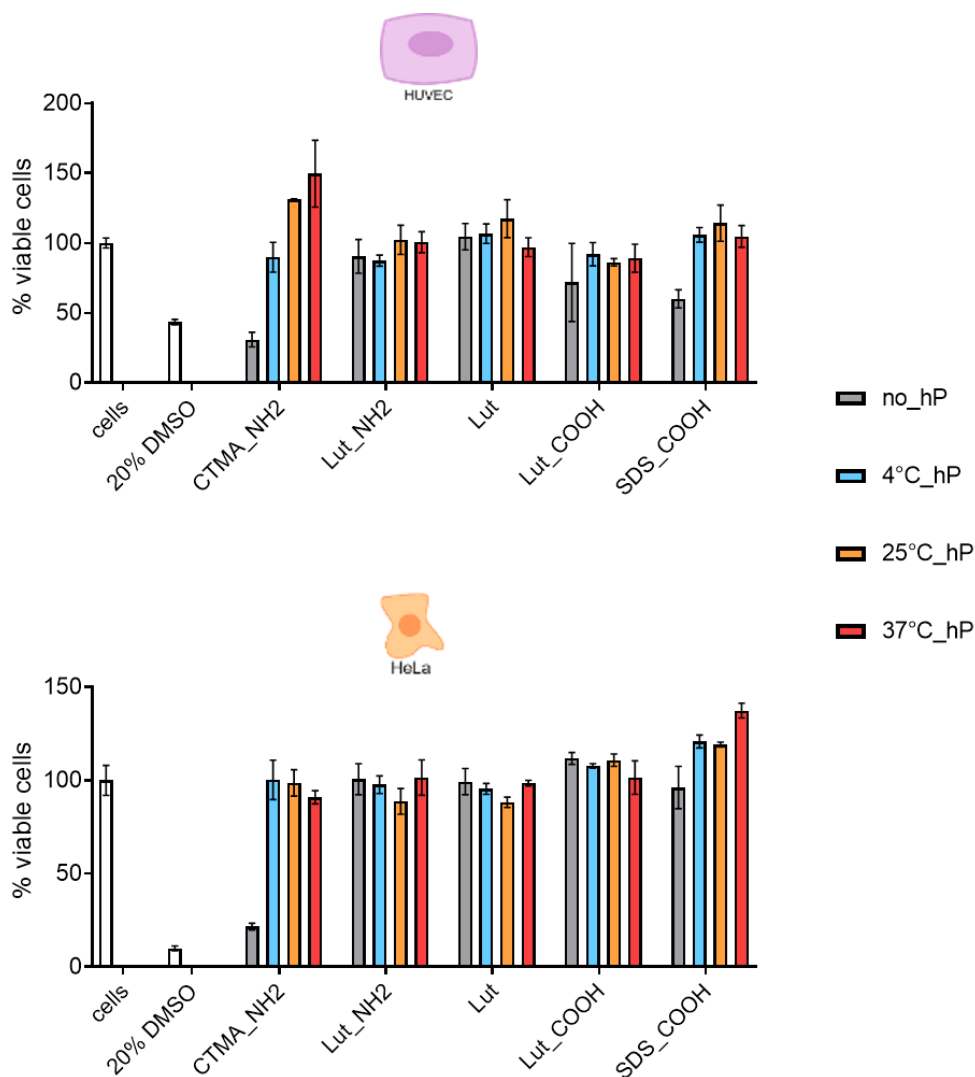 HUVEC
200
150
100
50
0
% viable cells
cells
20% DMSO
CTMA_NH2
Lut_NH2
Lut
Lut_COOH
SDS_COOH
no_hP
4°C_hP
25°C_hP
37°C_hP
HeLa
150
100
50
0
% viable cells
cells
20% DMSO
CTMA_NH2
Lut_NH2
Lut
Lut_COOH
SDS_COOH